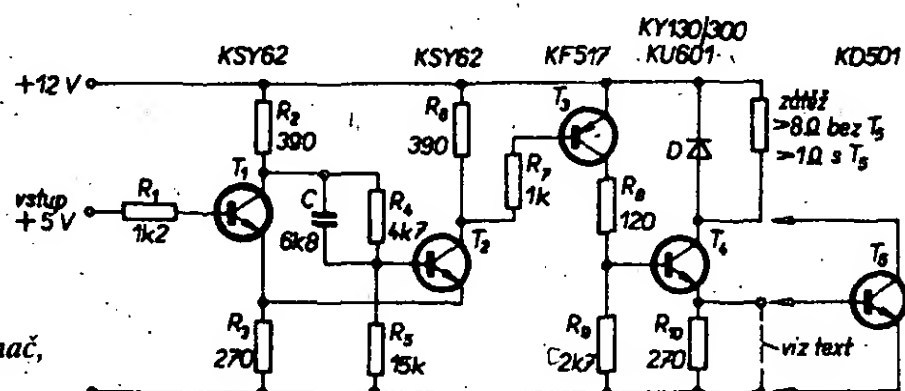 KY130/300
KSY62 KSY62 KF517 KU601 KD501
+12 V
R2
390
R6
390
T3
D
zátěž
>8Ω bez T5
>1Ω s T5
vstup
+5V
R1
1k2
T1
C
6k8
R4
4k7
T2
R7
1k
R8
120
T4
T5
R3
270
R5
15k
R9
2k7
R10
270
viz text
nač,